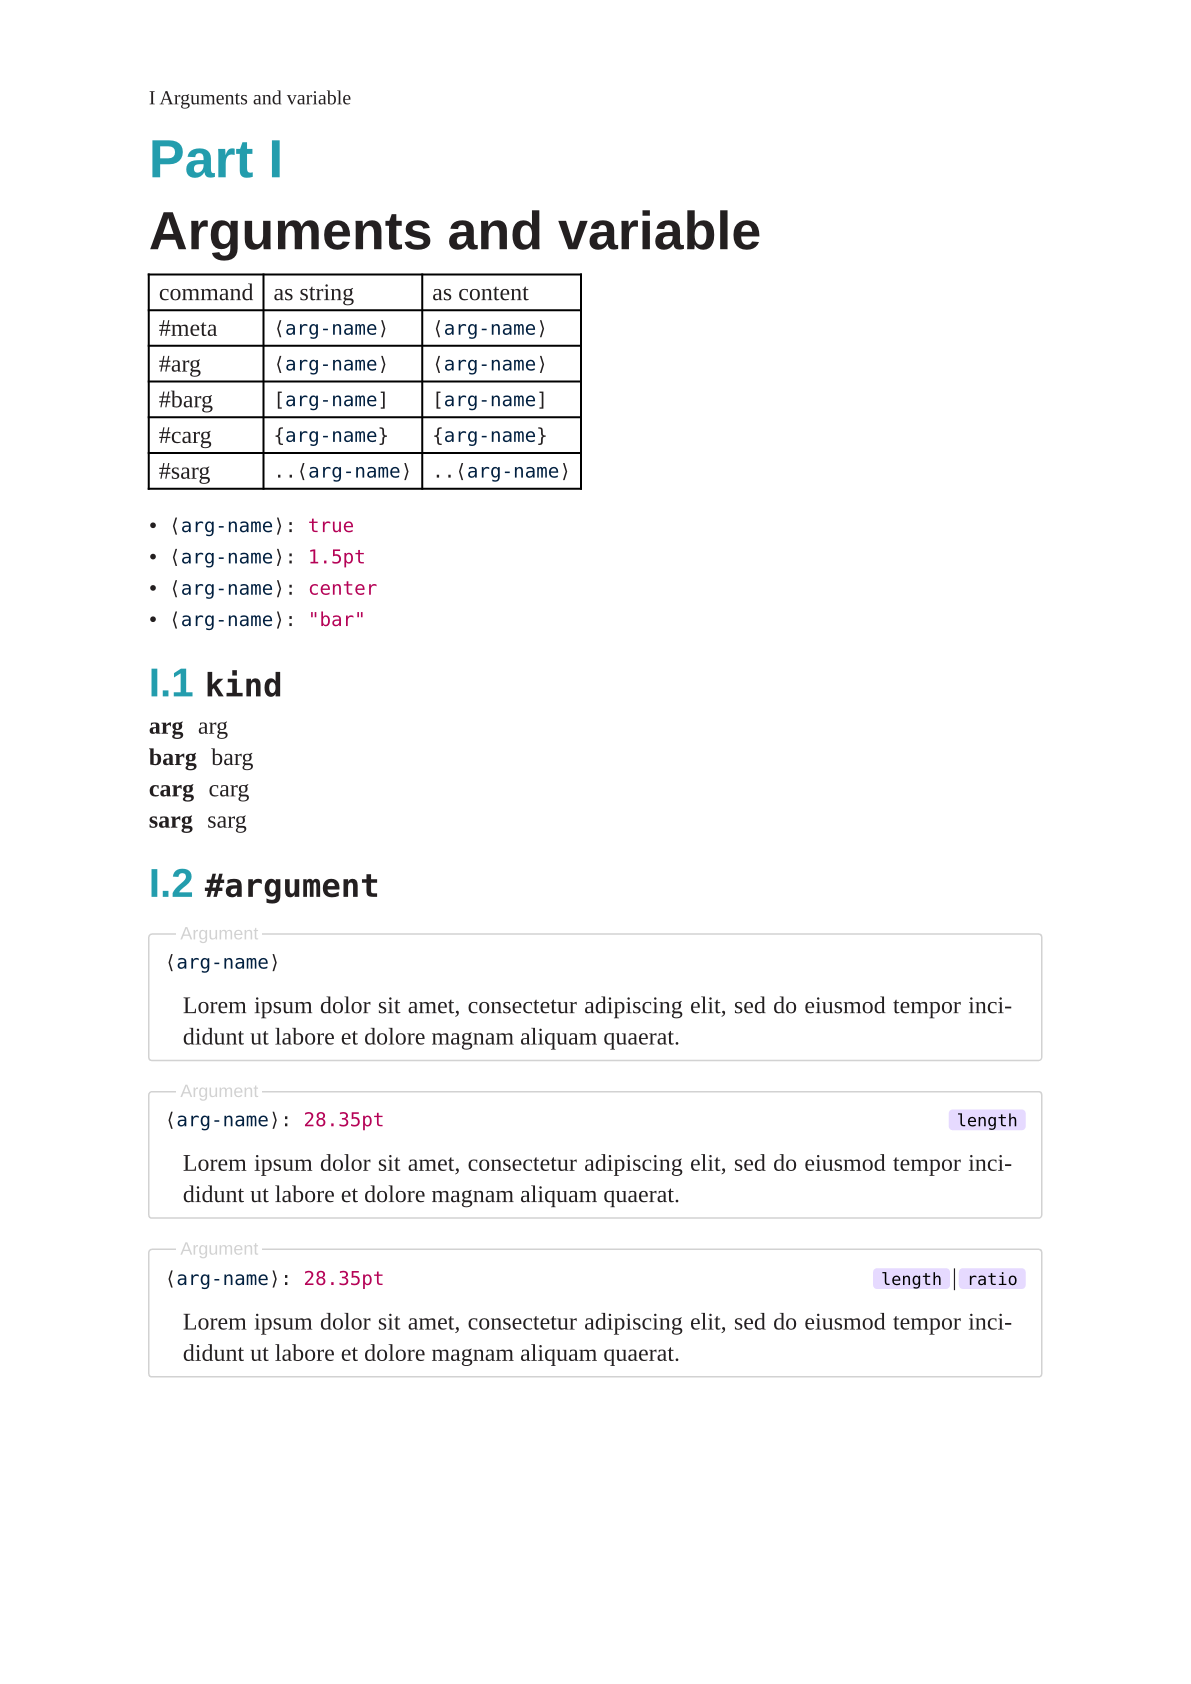 I Arguments and variable
Part I
Arguments and variable
command as string as content
#meta ⟨arg-name⟩ ⟨arg-name⟩
#arg ⟨arg-name⟩ ⟨arg-name⟩
#barg [arg-name] [arg-name]
#carg {arg-name} {arg-name}
#sarg ..⟨arg-name⟩ ..⟨arg-name⟩
• ⟨arg-name⟩: true
• ⟨arg-name⟩: 1.5pt
• ⟨arg-name⟩: center
• ⟨arg-name⟩: "bar"
I.1 kind
arg arg
barg barg
carg carg
sarg sarg
I.2 #argument
Argument
⟨arg-name⟩
Lorem ipsum dolor sit amet, consectetur adipiscing elit, sed do eiusmod tempor inci-
didunt ut labore et dolore magnam aliquam quaerat.
Argument
⟨arg-name⟩: 28.35pt length
Lorem ipsum dolor sit amet, consectetur adipiscing elit, sed do eiusmod tempor inci-
didunt ut labore et dolore magnam aliquam quaerat.
Argument
⟨arg-name⟩: 28.35pt length|ratio
Lorem ipsum dolor sit amet, consectetur adipiscing elit, sed do eiusmod tempor inci-
didunt ut labore et dolore magnam aliquam quaerat.